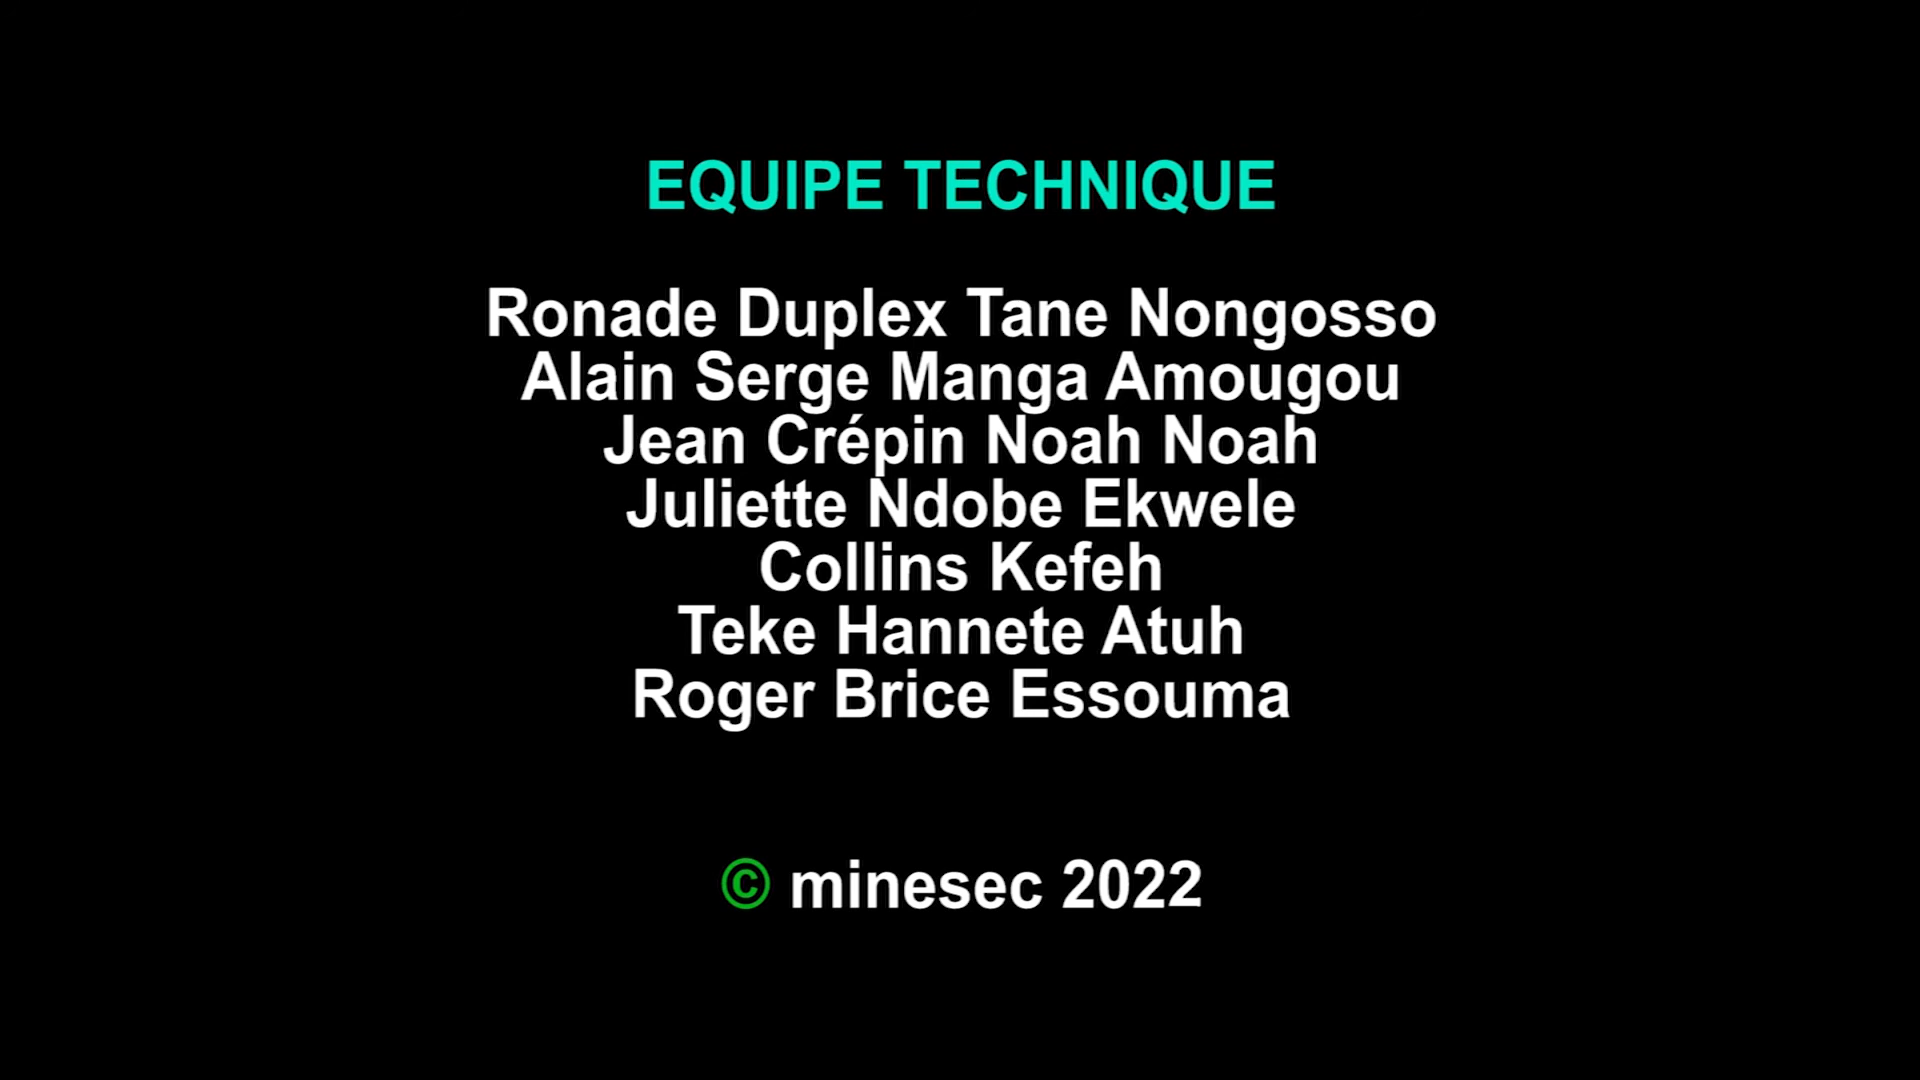 EQUIPE TECHNIQUE
Ronade Duplex Tane Nongosso
Alain Serge Manga Amougou
Jean Crépin Noah Noah
Juliette Ndobe Ekwele
Collins Kefeh
Teke Hannete Atuh
Roger Brice Essouma
© minesec 2022